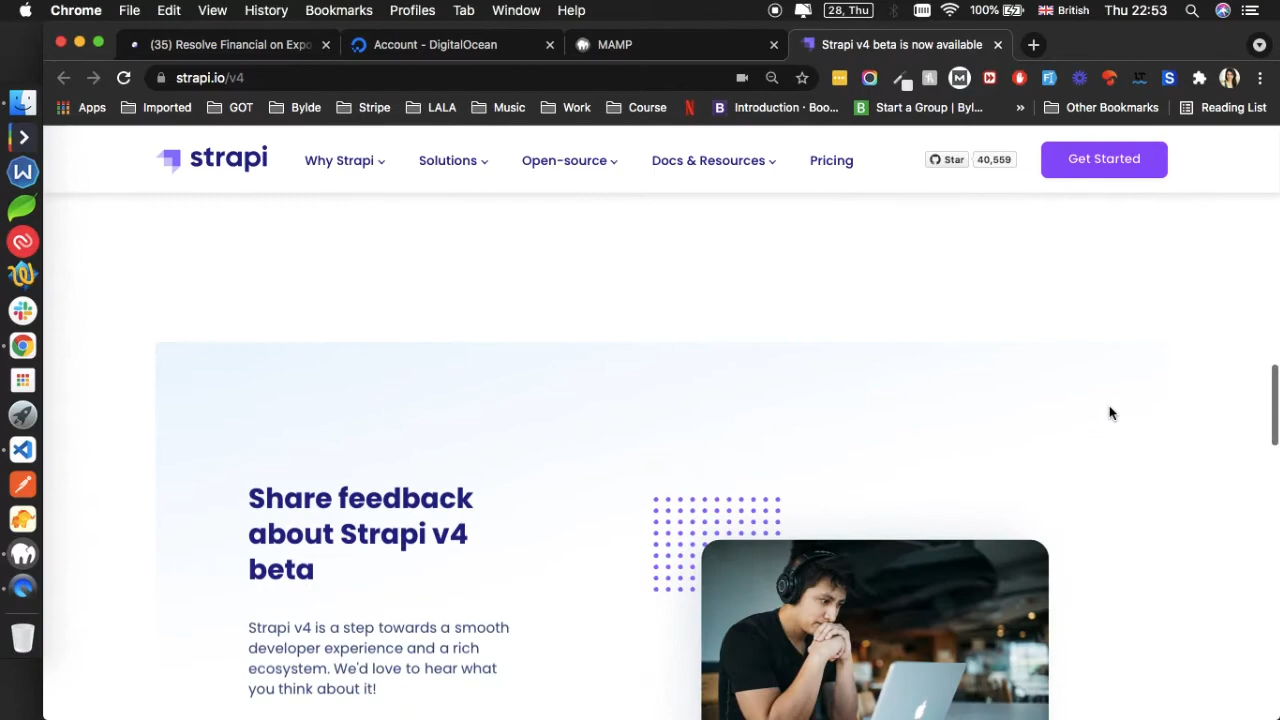 Chrome File Edit View History Bookmarks Profiles Tab Window Help 28, Thu 100% British Thu 22:53
(35) Resolve Financial on Expo Account - DigitalOcean MAMP Strapi v4 beta is now available
strapi.io/v4
Apps Imported GOT Bylde Stripe LALA Music Work Course Introduction · Boo... Start a Group | Byl... » Other Bookmarks Reading List
strapi Why Strapi Solutions Open-source Docs & Resources Pricing Star 40,559 Get Started
Share feedback
about Strapi v4
beta
Strapi v4 is a step towards a smooth
developer experience and a rich
ecosystem. We'd love to hear what
you think about it!